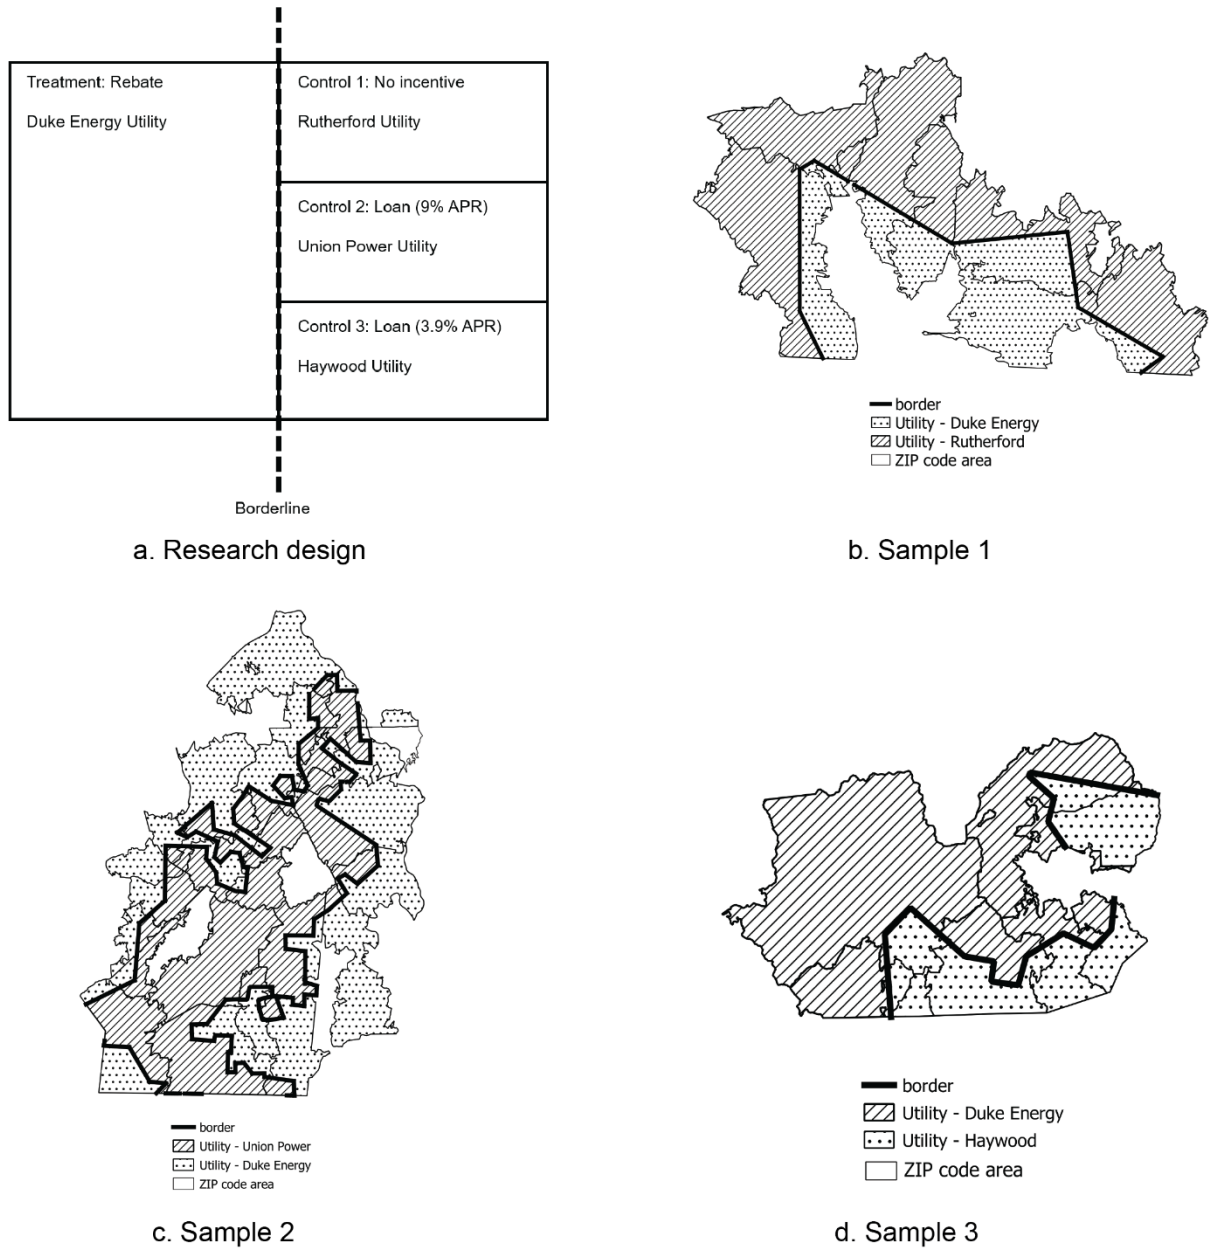 Treatment: Rebate
Duke Energy Utility
Control 1: No incentive
Rutherford Utility
Control 2: Loan (9% APR)
Union Power Utility
Control 3: Loan (3.9% APR)
Haywood Utility
Borderline
a. Research design
border
Utility - Duke Energy
Utility - Rutherford
ZIP code area
b. Sample 1
border
Utility - Union Power
Utility - Duke Energy
ZIP code area
c. Sample 2
border
Utility - Duke Energy
Utility - Haywood
ZIP code area
d. Sample 3